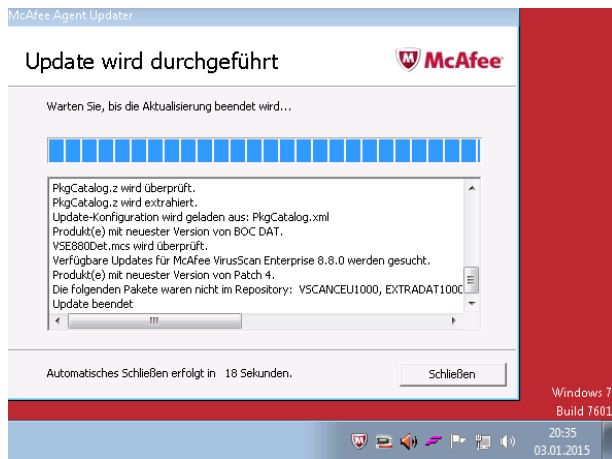 McAfee Agent Updater
Update wird durchgeführt
McAfee
Warten Sie, bis die Aktualisierung beendet wird...
PkgCatalog.z wird überprüft.
PkgCatalog.z wird extrahiert.
Update-Konfiguration wird geladen aus: PkgCatalog.xml
Produkt(e) mit neuester Version von BOC DAT.
VSE880Det.mcs wird überprüft.
Verfügbare Updates für McAfee VirusScan Enterprise 8.8.0 werden gesucht.
Produkt(e) mit neuester Version von Patch 4.
Die folgenden Pakete waren nicht im Repository: VSCANCEU1000, EXTRADAT1000
Update beendet
Automatisches Schließen erfolgt in 18 Sekunden.
Schließen
Windows 7
Build 7601
20:35
03.01.2015